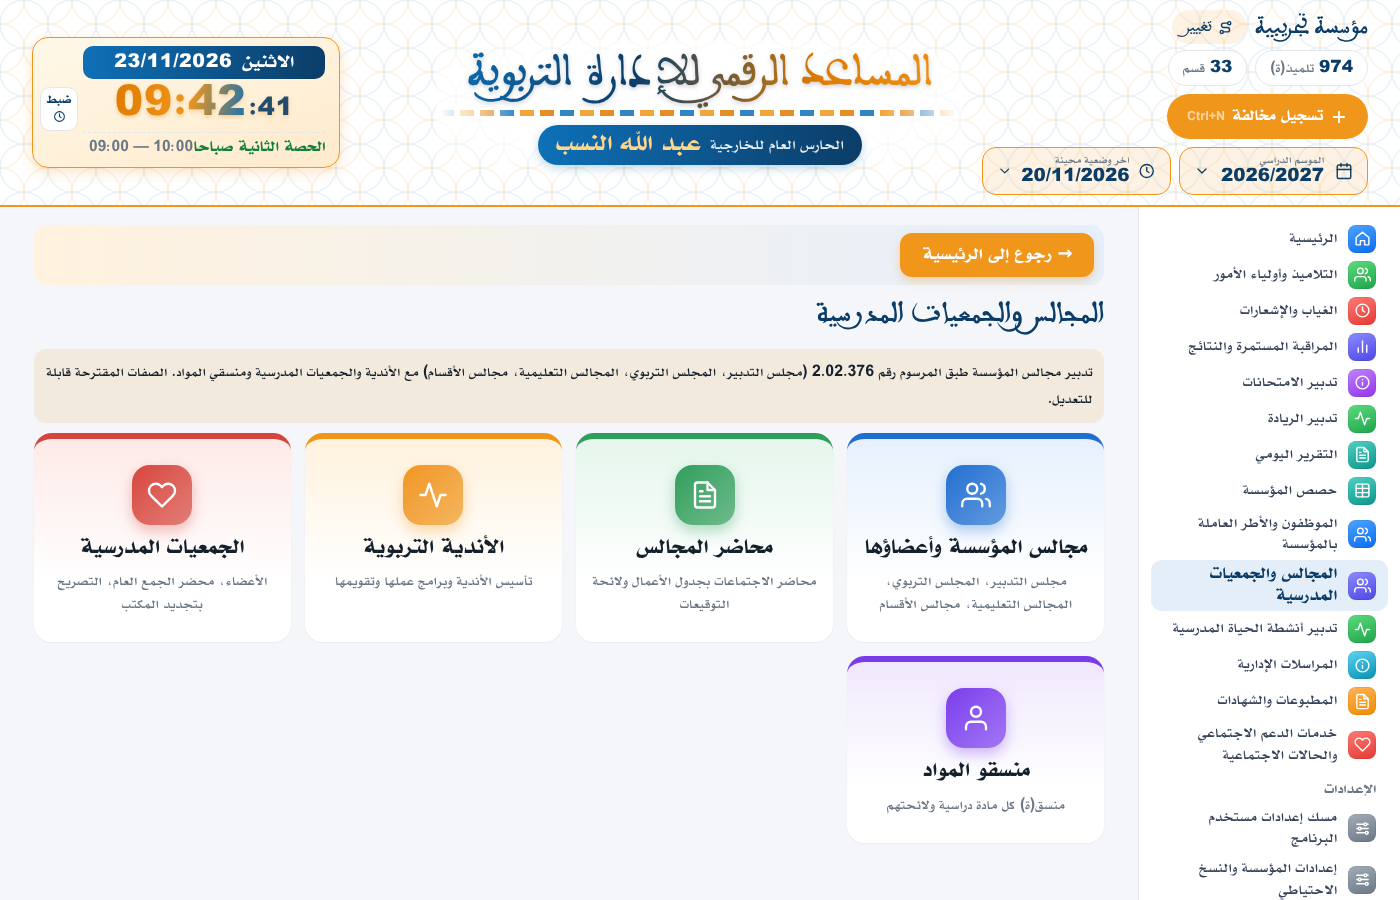 مؤسسة تجريبية
تغيير
974 تلميذ(ة)
33 قسم
+ تسجيل مخالفة Ctrl+N
الموسم الدراسي
2026/2027
اخر وضعية محينة
20/11/2026
المساعد الرقمي للإدارة التربوية
الحارس العام للخارجية عبد الله النسب
الاثنين 23/11/2026
09:42:41
ضبط
الحصة الثانية صباحا 09:00 — 10:00
الرئيسية
التلاميذ وأولياء الأمور
الغياب والإشعارات
المراقبة المستمرة والنتائج
تدبير الامتحانات
تدبير الريادة
التقرير اليومي
حصص المؤسسة
الموظفون والأطر العاملة
بالمؤسسة
المجالس والجمعيات
المدرسية
تدبير أنشطة الحياة المدرسية
المراسلات الإدارية
المطبوعات والشهادات
خدمات الدعم الاجتماعي
والحالات الاجتماعية
الإعدادات
مسك إعدادات مستخدم
البرنامج
إعدادات المؤسسة والنسخ
الاحتياطي
→ رجوع إلى الرئيسية
المجالس والجمعيات المدرسية
تدبير مجالس المؤسسة طبق المرسوم رقم 2.02.376 (مجلس التدبير، المجلس التربوي، المجالس التعليمية، مجالس الأقسام) مع الأندية والجمعيات المدرسية ومنسقي المواد. الصفات المقترحة قابلة
للتعديل.
مجالس المؤسسة وأعضاؤها
مجلس التدبير، المجلس التربوي،
المجالس التعليمية، مجالس الأقسام
محاضر المجالس
محاضر الاجتماعات بجدول الأعمال ولائحة
التوقيعات
الأندية التربوية
تأسيس الأندية وبرامج عملها وتقويمها
الجمعيات المدرسية
الأعضاء، محضر الجمع العام، التصريح
بتجديد المكتب
منسقو المواد
منسق(ة) كل مادة دراسية ولائحتهم